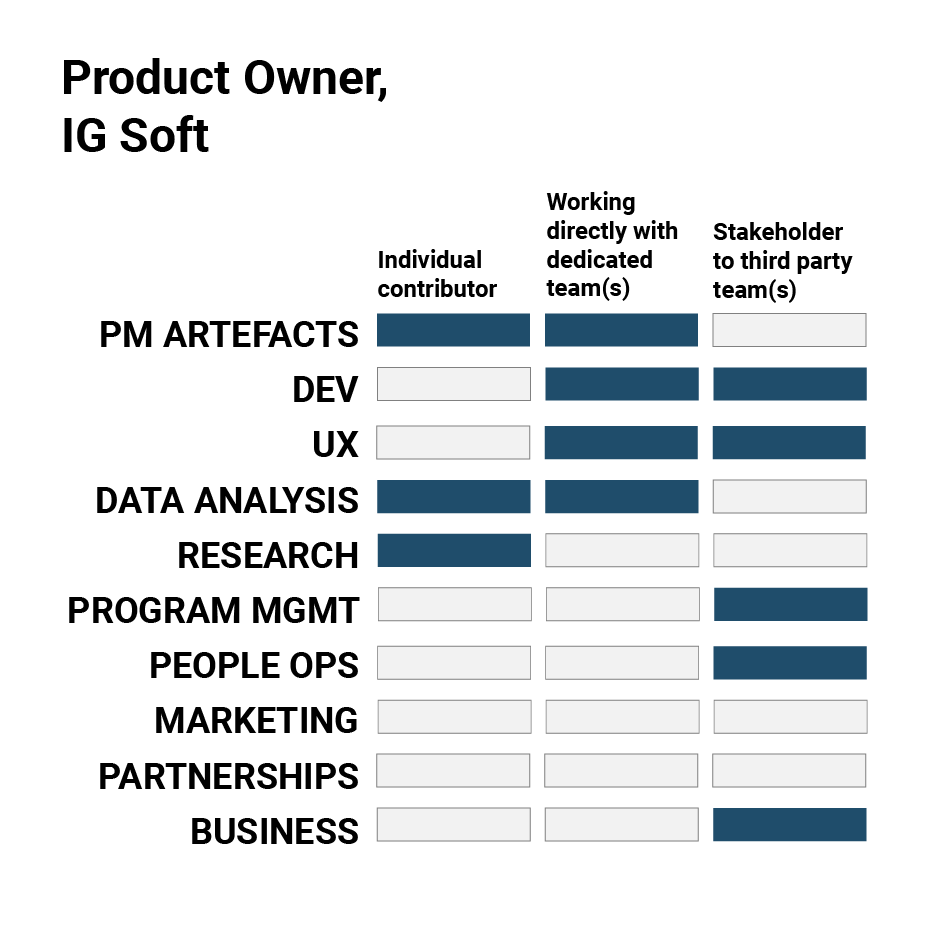 Product Owner,
IG Soft
Individual
contributor
Working
directly with
dedicated
team(s)
Stakeholder
to third party
team(s)
PM ARTEFACTS
DEV
UX
DATA ANALYSIS
RESEARCH
PROGRAM MGMT
PEOPLE OPS
MARKETING
PARTNERSHIPS
BUSINESS